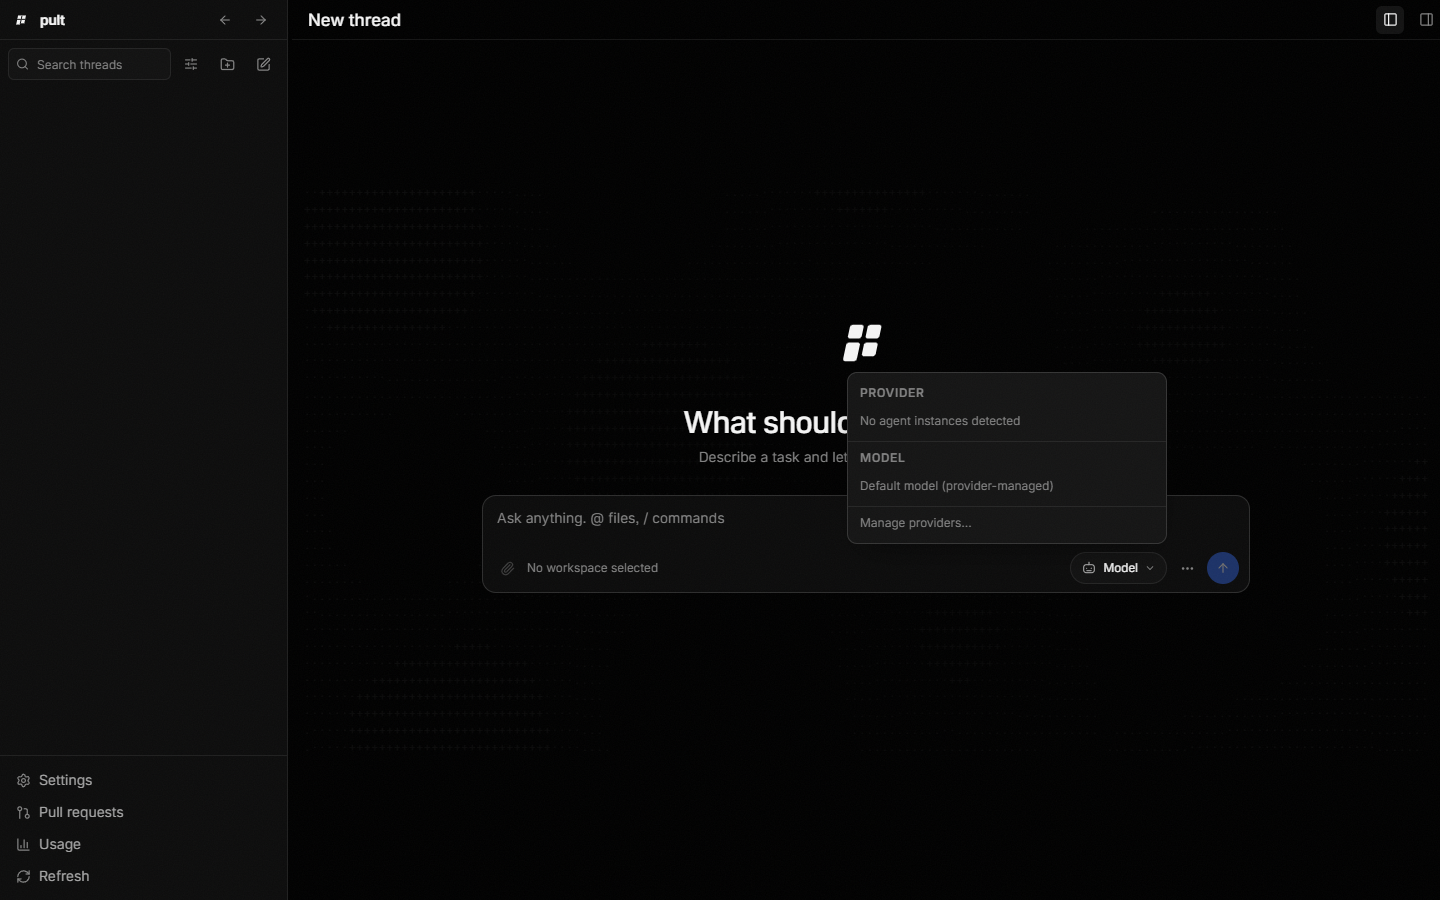 pult
New thread
Search threads
PROVIDER
No agent instances detected
What should
MODEL
Describe a task and let
Default model (provider-managed)
Ask anything. @ files, / commands
Manage providers...
No workspace selected
Model
Settings
Pull requests
Usage
Refresh